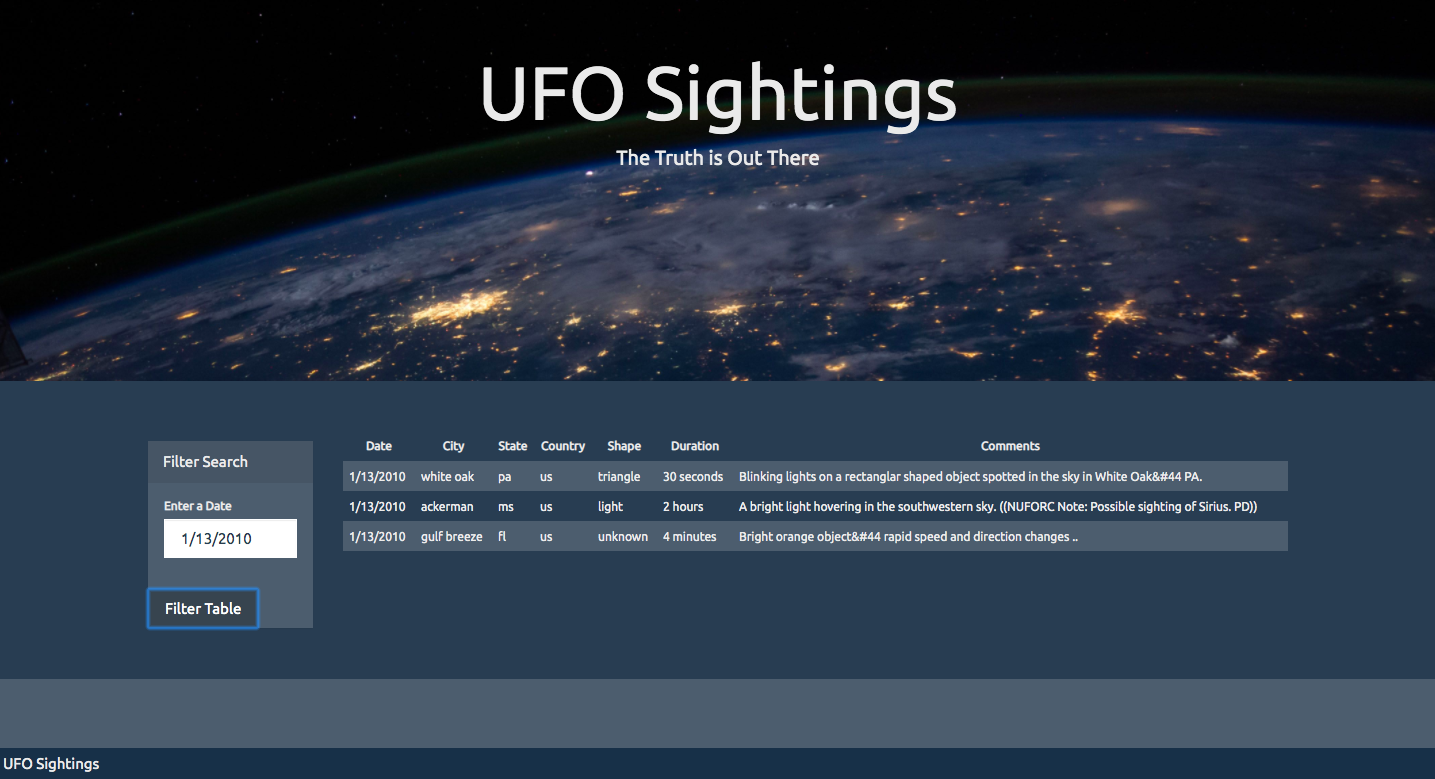 UFO Sightings
The Truth is Out There
Filter Search
Enter a Date
1/13/2010
Filter Table
Date City State Country Shape Duration Comments
1/13/2010 white oak pa us triangle 30 seconds Blinking lights on a rectanglar shaped object spotted in the sky in White Oak&#44 PA.
1/13/2010 ackerman ms us light 2 hours A bright light hovering in the southwestern sky. ((NUFORC Note: Possible sighting of Sirius. PD))
1/13/2010 gulf breeze fl us unknown 4 minutes Bright orange object&#44 rapid speed and direction changes ..
UFO Sightings